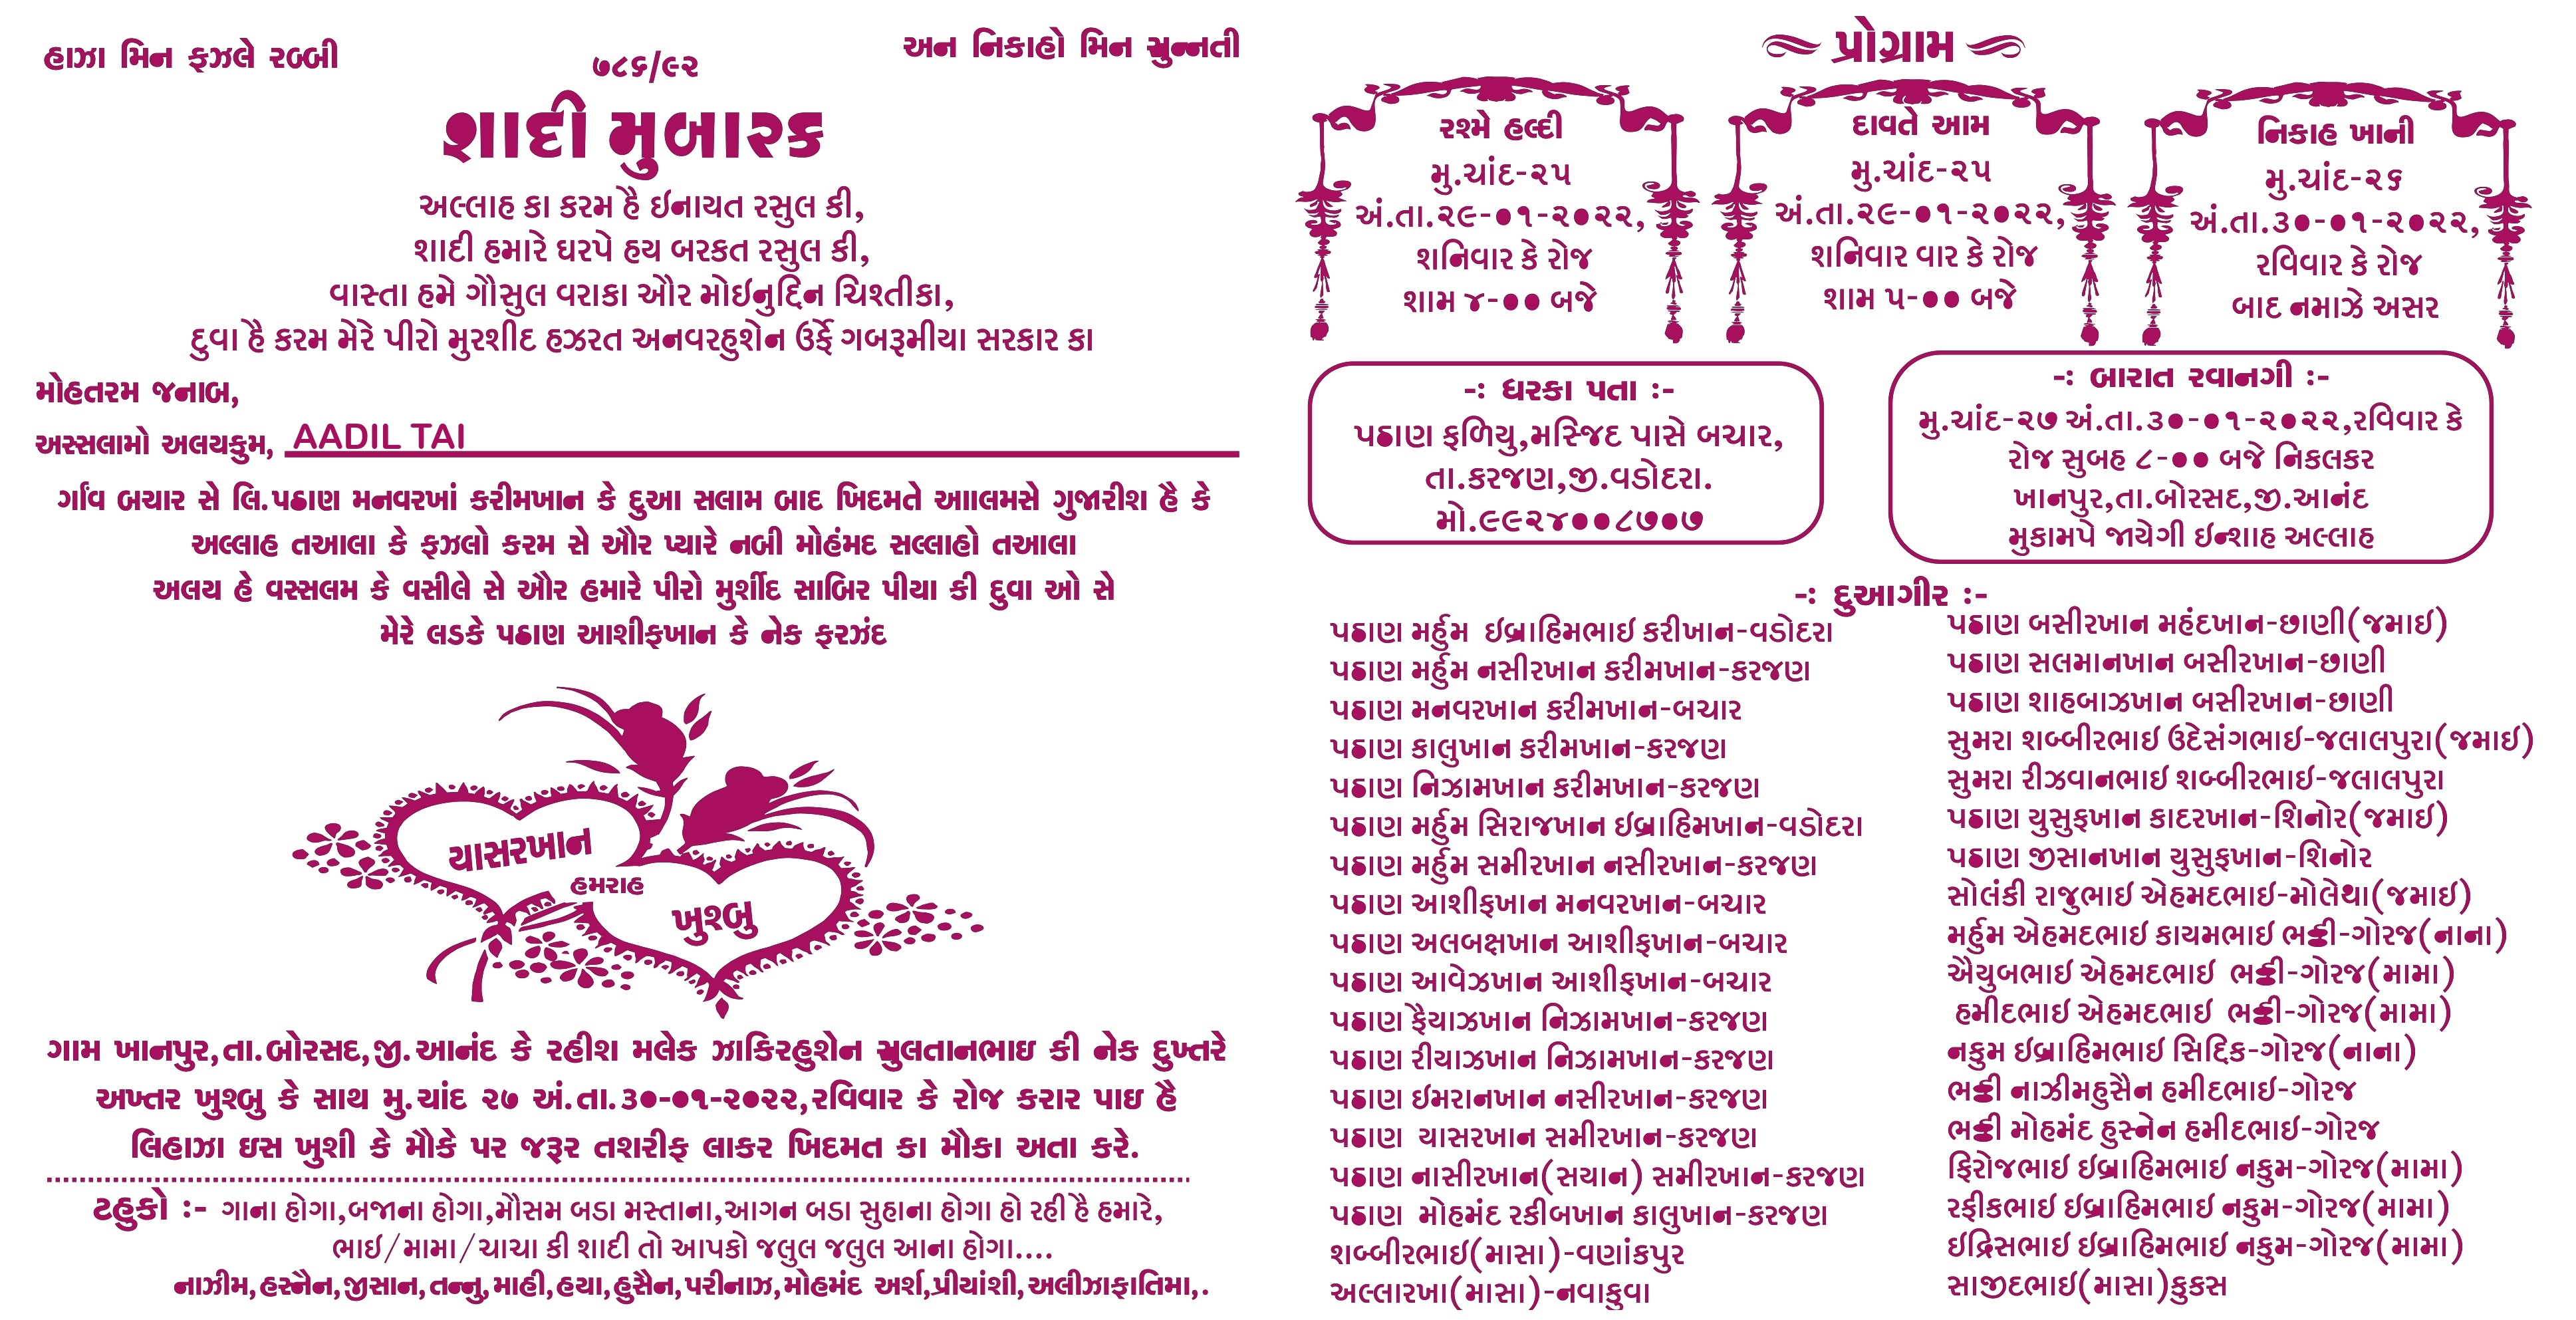 હાઝા મિન ફઝલે રબ્બી
૭૮૬/૯૨
અન નિકાહો મિન સુન્નતી
શાદી મુબારક
અલ્લાહ કા કરમ હૈ ઇનાયત રસુલ કી,
શાદી હમારે ઘરપે હય બરકત રસુલ કી,
વાસ્તા હમે ગૌસુલ વરાકા ઔર મોઇનુદ્દિન ચિશ્તીકા,
દુવા હૈ કરમ મેરે પીરો મુરશીદ હઝરત અનવરહુશેન ઉર્ફે ગબરૂમીયા સરકાર કા
મોહતરમ જનાબ,
અસ્સલામો અલયકુમ, AADIL TAI
ર્ગાંવ બચાર સે લિ.પઠાણ મનવરખાં કરીમખાન કે દુઆ સલામ બાદ ખિદમતે આાલમસે ગુજારીશ હૈ કે
અલ્લાહ તઆલા કે ફઝલો કરમ સે ઔર પ્યારે નબી મોહંમદ સલ્લાહો તઆલા
અલય હે વસ્સલમ કે વસીલે સે ઔર હમારે પીરો મુર્શીદ સાબિર પીયા કી દુવા ઓ સે
મેરે લડકે પઠાણ આશીફખાન કે નેક ફરઝંદ
યાસરખાન
હમરાહ
ખુશ્બુ
ગામ ખાનપુર,તા.બોરસદ,જી.આનંદ કે રહીશ મલેક ઝાકિરહુશેન સુલતાનભાઇ કી નેક દુખ્તરે
અખ્તર ખુશ્બુ કે સાથ મુ.ચાંદ ૨૭ અં.તા.૩૦-૦૧-૨૦૨૨,રવિવાર કે રોજ કરાર પાઇ હૈ
લિહાઝા ઇસ ખુશી કે મૌકે પર જરૂર તશરીફ લાકર ખિદમત કા મૌકા અતા કરે.
ટહુકો :- ગાના હોગા,બજાના હોગા,મૌસમ બડા મસ્તાના,આગન બડા સુહાના હોગા હો રહી હૈ હમારે,
ભાઇ/મામા/ચાચા કી શાદી તો આપકો જલુલ જલુલ આના હોગા....
નાઝીમ,હસ્નૈન,જીસાન,તન્નુ,માહી,હયા,હુસૈન,પરીનાઝ,મોહમંદ અર્શ,પ્રીયાંશી,અલીઝાફાતિમા,.
પ્રોગ્રામ
રશ્મે હલ્દી
મુ.ચાંદ-૨૫
અં.તા.૨૯-૦૧-૨૦૨૨,
શનિવાર કે રોજ
શામ ૪-૦૦ બજે
દાવતે આમ
મુ.ચાંદ-૨૫
અં.તા.૨૯-૦૧-૨૦૨૨,
શનિવાર વાર કે રોજ
શામ ૫-૦૦ બજે
નિકાહ ખાની
મુ.ચાંદ-૨૬
અં.તા.૩૦-૦૧-૨૦૨૨,
રવિવાર કે રોજ
બાદ નમાઝે અસર
-: ધરકા પતા :-
પઠાણ ફળિયુ,મસ્જિદ પાસે બચાર,
તા.કરજણ,જી.વડોદરા.
મો.૯૯૨૪૦૦૮૭૦૭
-: બારાત રવાનગી :-
મુ.ચાંદ-૨૭ અં.તા.૩૦-૦૧-૨૦૨૨,રવિવાર કે
રોજ સુબહ ૮-૦૦ બજે નિકલકર
ખાનપુર,તા.બોરસદ,જી.આનંદ
મુકામપે જાયેગી ઇન્શાહ અલ્લાહ
-: દુઆગીર :-
પઠાણ મર્હુમ ઇબ્રાહિમભાઇ કરીખાન-વડોદરા
પઠાણ મર્હુમ નસીરખાન કરીમખાન-કરજણ
પઠાણ મનવરખાન કરીમખાન-બચાર
પઠાણ કાલુખાન કરીમખાન-કરજણ
પઠાણ નિઝામખાન કરીમખાન-કરજણ
પઠાણ મર્હુમ સિરાજખાન ઇબ્રાહિમખાન-વડોદરા
પઠાણ મર્હુમ સમીરખાન નસીરખાન-કરજણ
પઠાણ આશીફખાન મનવરખાન-બચાર
પઠાણ અલબક્ષખાન આશીફખાન-બચાર
પઠાણ આવેઝખાન આશીફખાન-બચાર
પઠાણ ફૈયાઝખાન નિઝામખાન-કરજણ
પઠાણ રીયાઝખાન નિઝામખાન-કરજણ
પઠાણ ઇમરાનખાન નસીરખાન-કરજણ
પઠાણ યાસરખાન સમીરખાન-કરજણ
પઠાણ નાસીરખાન(સયાન) સમીરખાન-કરજણ
પઠાણ મોહમંદ રકીબખાન કાલુખાન-કરજણ
શબ્બીરભાઇ(માસા)-વણાંકપુર
અલ્લારખા(માસા)-નવાકુવા
પઠાણ બસીરખાન મહંદખાન-છાણી(જમાઇ)
પઠાણ સલમાનખાન બસીરખાન-છાણી
પઠાણ શાહબાઝખાન બસીરખાન-છાણી
સુમરા શબ્બીરભાઇ ઉદેસંગભાઇ-જલાલપુરા(જમાઇ)
સુમરા રીઝવાનભાઇ શબ્બીરભાઇ-જલાલપુરા
પઠાણ યુસુફખાન કાદરખાન-શિનોર(જમાઇ)
પઠાણ જીસાનખાન યુસુફખાન-શિનોર
સોલંકી રાજુભાઇ એહમદભાઇ-મોલેથા(જમાઇ)
મર્હુમ એહમદભાઇ કાયમભાઇ ભટ્ટી-ગોરજ(નાના)
ઐયુબભાઇ એહમદભાઇ ભટ્ટી-ગોરજ(મામા)
હમીદભાઇ એહમદભાઇ ભટ્ટી-ગોરજ(મામા)
નકુમ ઇબ્રાહિમભાઇ સિદ્દિક-ગોરજ(નાના)
ભટ્ટી નાઝીમહુસૈન હમીદભાઇ-ગોરજ
ભટ્ટી મોહમંદ હુસ્નેન હમીદભાઇ-ગોરજ
ફિરોજભાઇ ઇબ્રાહિમભાઇ નકુમ-ગોરજ(મામા)
રફીકભાઇ ઇબ્રાહિમભાઇ નકુમ-ગોરજ(મામા)
ઇદ્રિસભાઇ ઇબ્રાહિમભાઇ નકુમ-ગોરજ(મામા)
સાજીદભાઇ(માસા)કુકસ